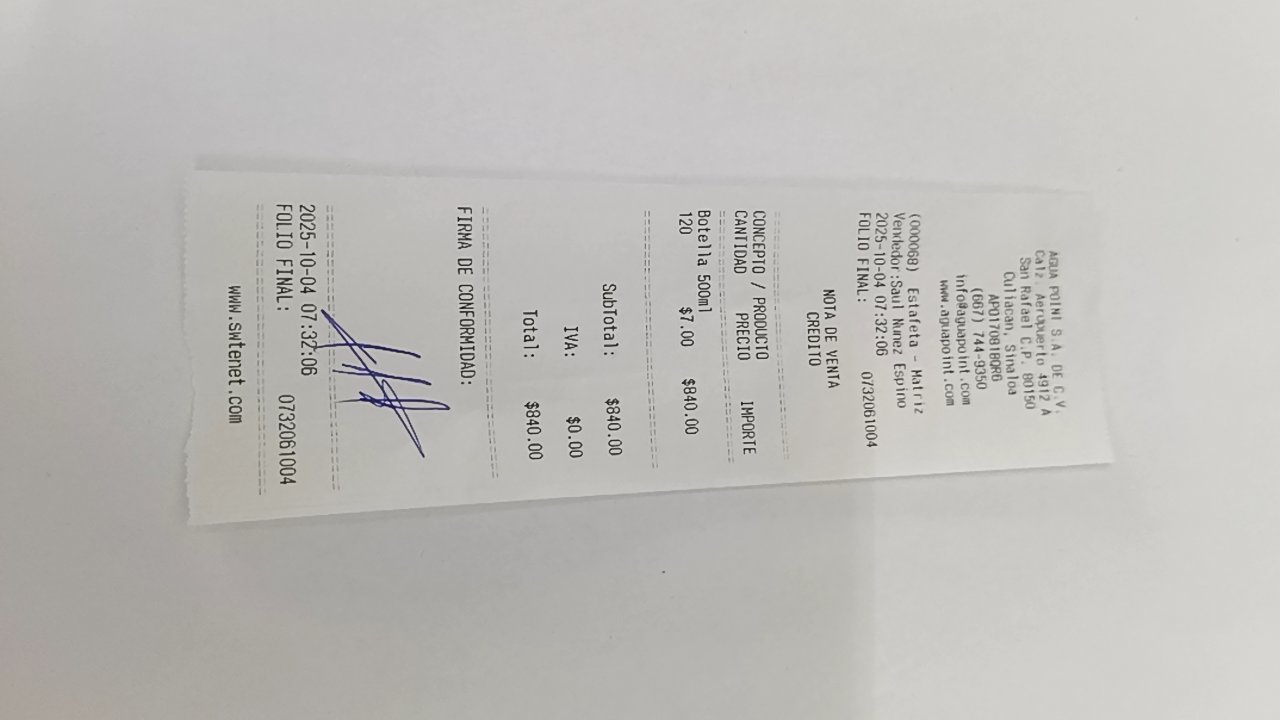 AGUA POINT S.A. DE C.V.
Calz. Aeropuerto 4912 A
San Rafael C.P. 80150
Culiacan, Sinaloa
APO170818QR6
(667) 744-9350
info@aguapoint.com
www.aguapoint.com
(000068) Estafeta - Matriz
Vendedor:Saul Nunez Espino
2025-10-04 07:32:06
FOLIO FINAL: 0732061004
NOTA DE VENTA
CREDITO
CONCEPTO / PRODUCTO
CANTIDAD PRECIO IMPORTE
Botella 500ml
120 $7.00 $840.00
SubTotal: $840.00
IVA: $0.00
Total: $840.00
FIRMA DE CONFORMIDAD:
2025-10-04 07:32:06
FOLIO FINAL: 0732061004
www.swtenet.com